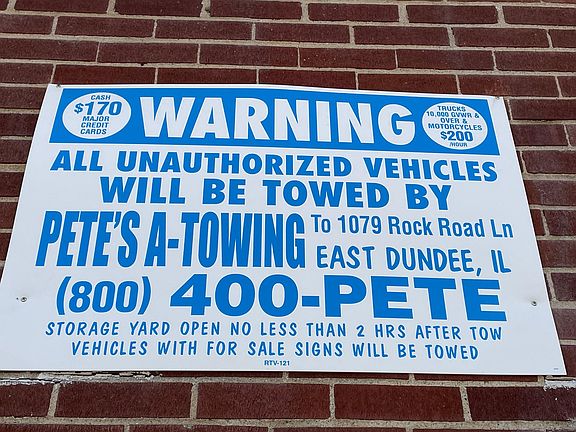 CASH
$170
MAJOR
CREDIT
CARDS
WARNING
TRUCKS
10,000 GVWR &
OVER &
MOTORCYCLES
$200
/HOUR
ALL UNAUTHORIZED VEHICLES
WILL BE TOWED BY
PETE'S A-TOWING To 1079 Rock Road Ln
EAST DUNDEE, IL
(800) 400-PETE
STORAGE YARD OPEN NO LESS THAN 2 HRS AFTER TOW
VEHICLES WITH FOR SALE SIGNS WILL BE TOWED
RTV-121